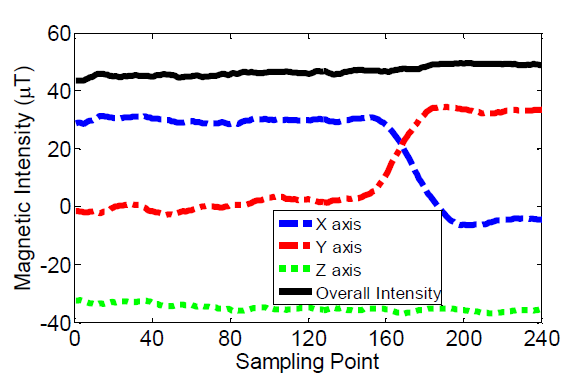 60
40
20
0
-20
-40
Magnetic Intensity (μT)
X axis
Y axis
Z axis
Overall Intensity
0 40 80 120 160 200 240
Sampling Point